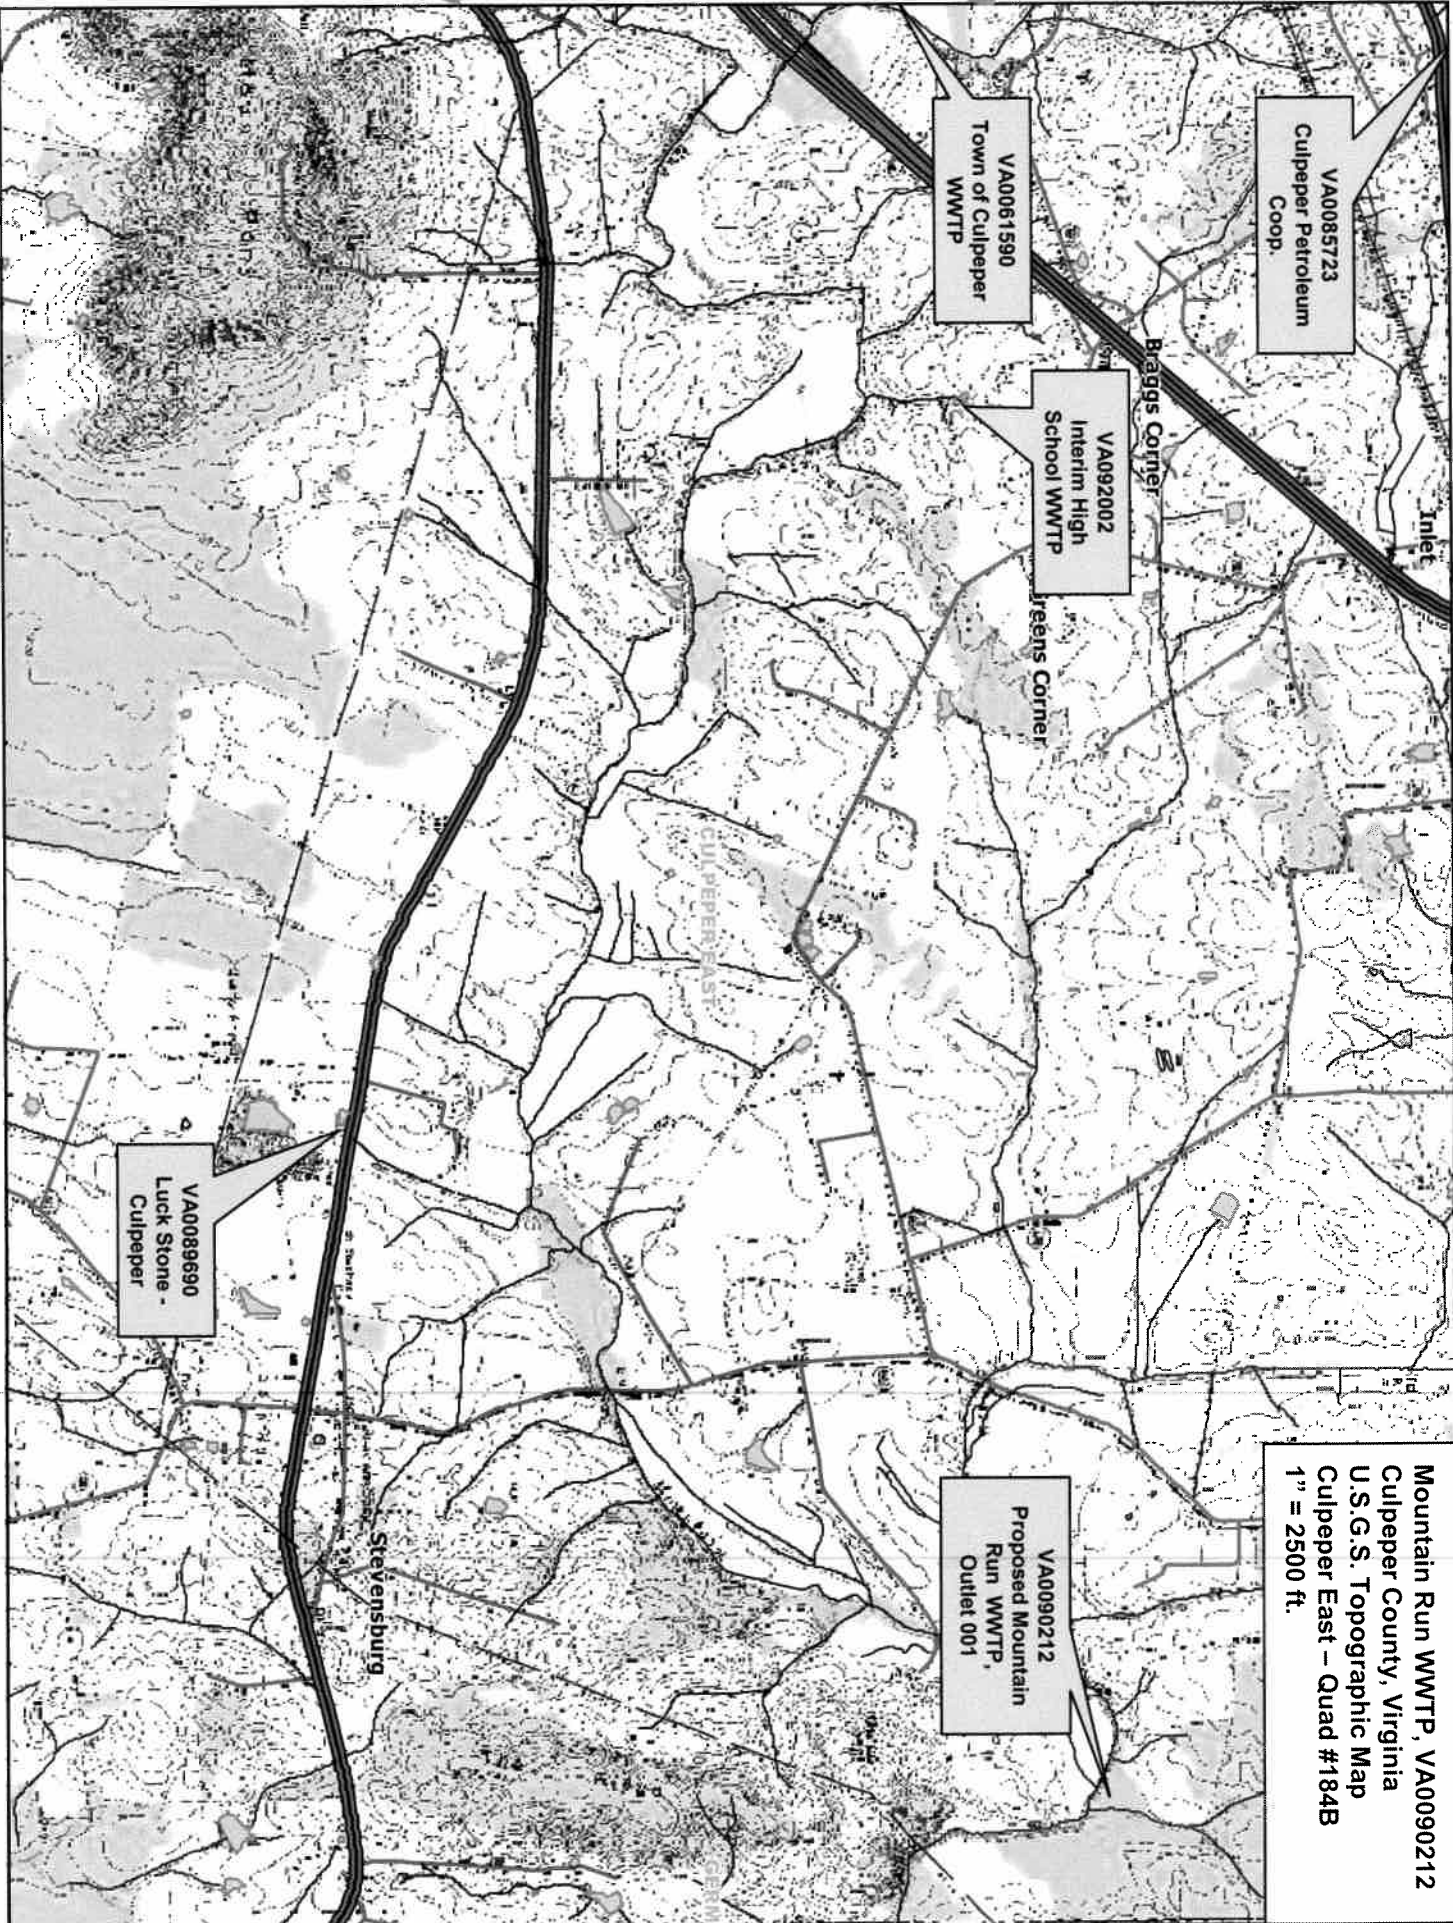 Mountain Run WWTP, VA0090212
Culpeper County, Virginia
U.S.G.S. Topographic Map
Culpeper East – Quad #184B
1" = 2500 ft.
VA0085723
Culpeper Petroleum
Coop.
Inlet
Braggs Corner
VA0061590
Town of Culpeper
WWTP
VA092002
Interim High
School WWTP
reens Corner
CULPEPER EAST
VA0090212
Proposed Mountain
Run WWTP,
Outlet 001
Stevensburg
VA0089690
Luck Stone -
Culpeper
GERM